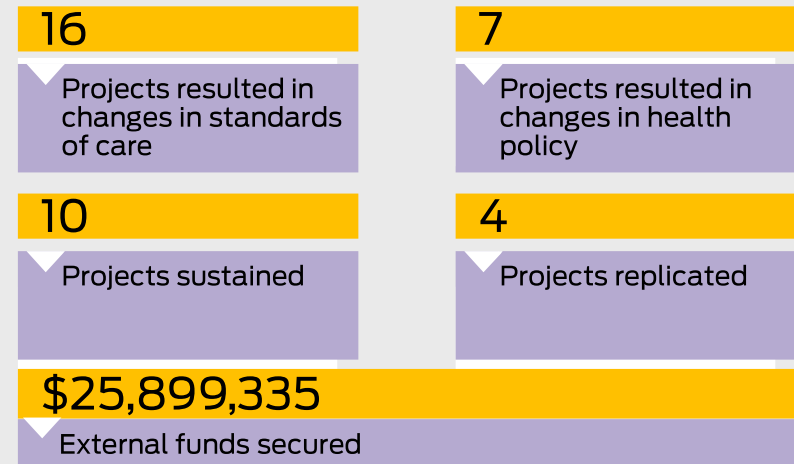 16
Projects resulted in
changes in standards
of care
7
Projects resulted in
changes in health
policy
10
Projects sustained
4
Projects replicated
$25,899,335
External funds secured